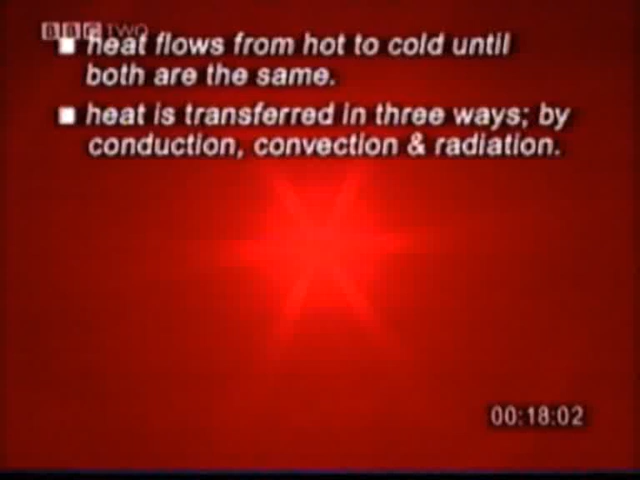 BBC TWO
heat flows from hot to cold until
both are the same.
heat is transferred in three ways; by
conduction, convection & radiation.
00:18:02